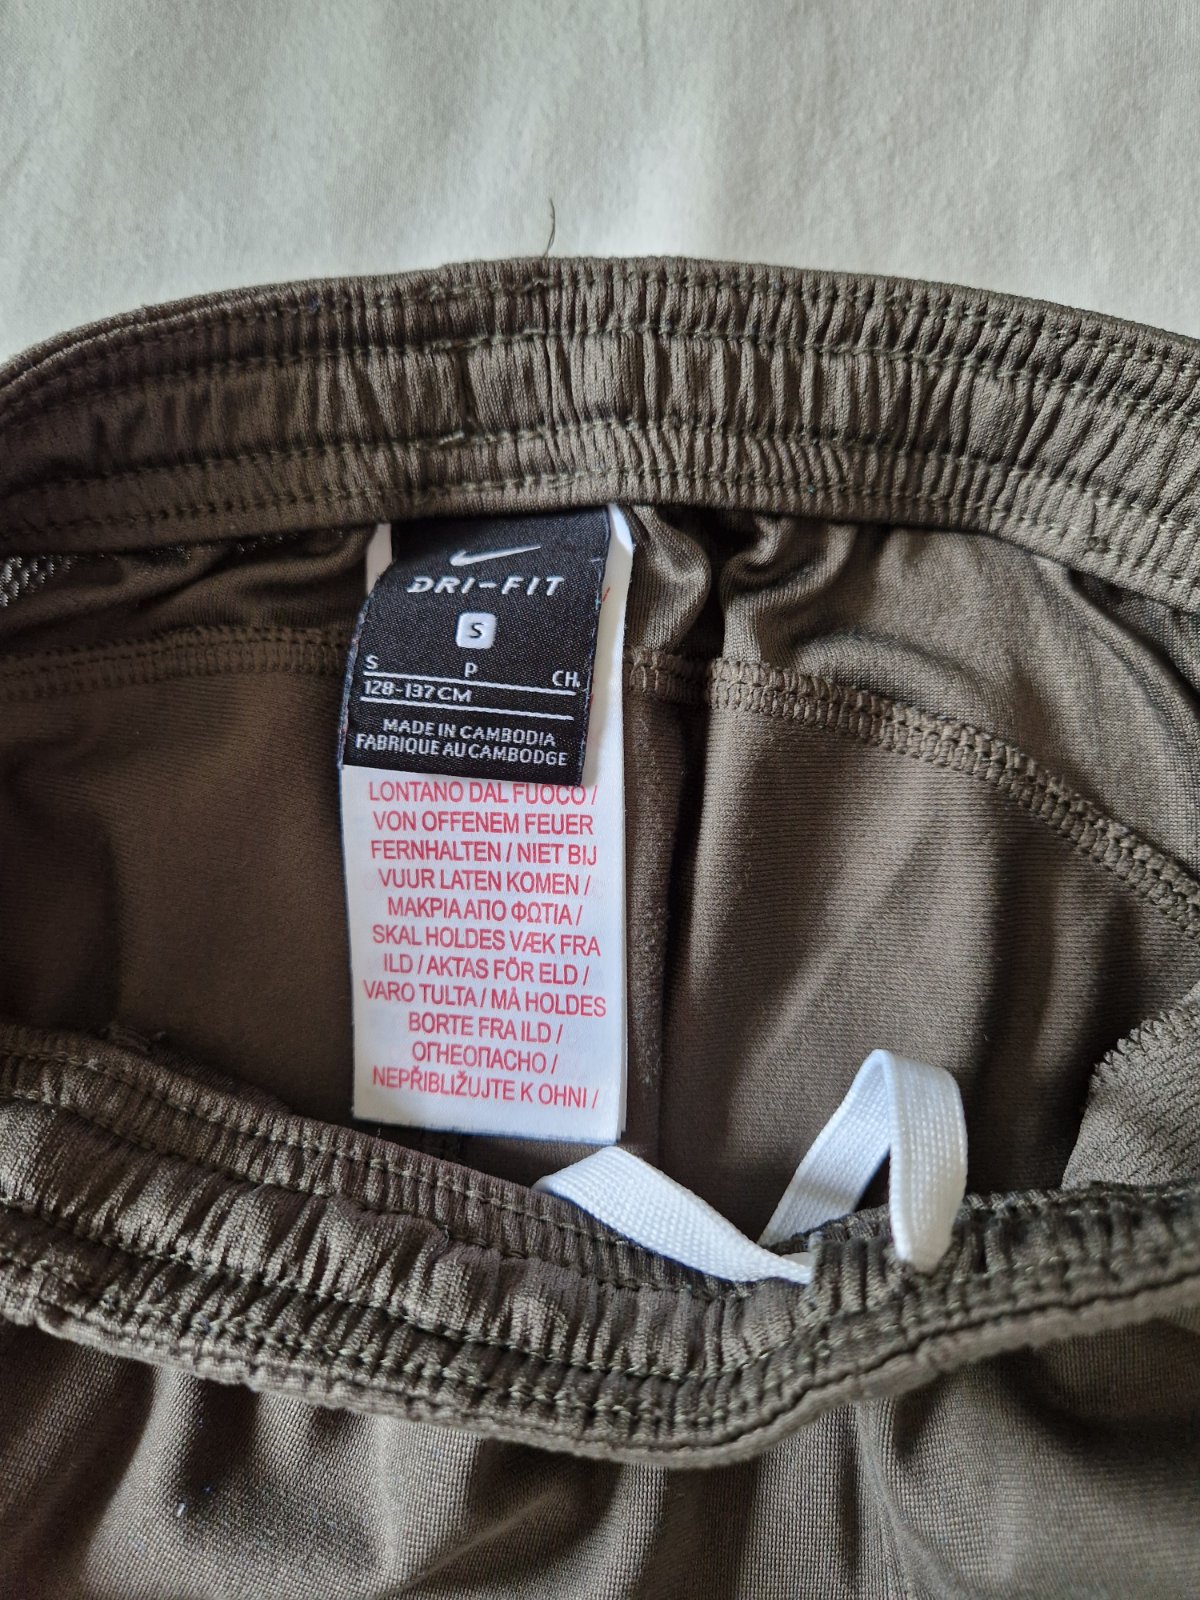 DRI-FIT
S
S P CH.
128-137 CM
MADE IN CAMBODIA
FABRIQUE AU CAMBODGE
LONTANO DAL FUOCO /
VON OFFENEM FEUER
FERNHALTEN / NIET BIJ
VUUR LATEN KOMEN /
ΜΑΚΡΙΑ ΑΠΟ ΦΩΤΙΑ /
SKAL HOLDES VÆK FRA
ILD / AKTAS FÖR ELD /
VARO TULTA / MÅ HOLDES
BORTE FRA ILD /
ОГНЕОПАСНО /
NEPŘIBLIŽUJTE K OHNI /